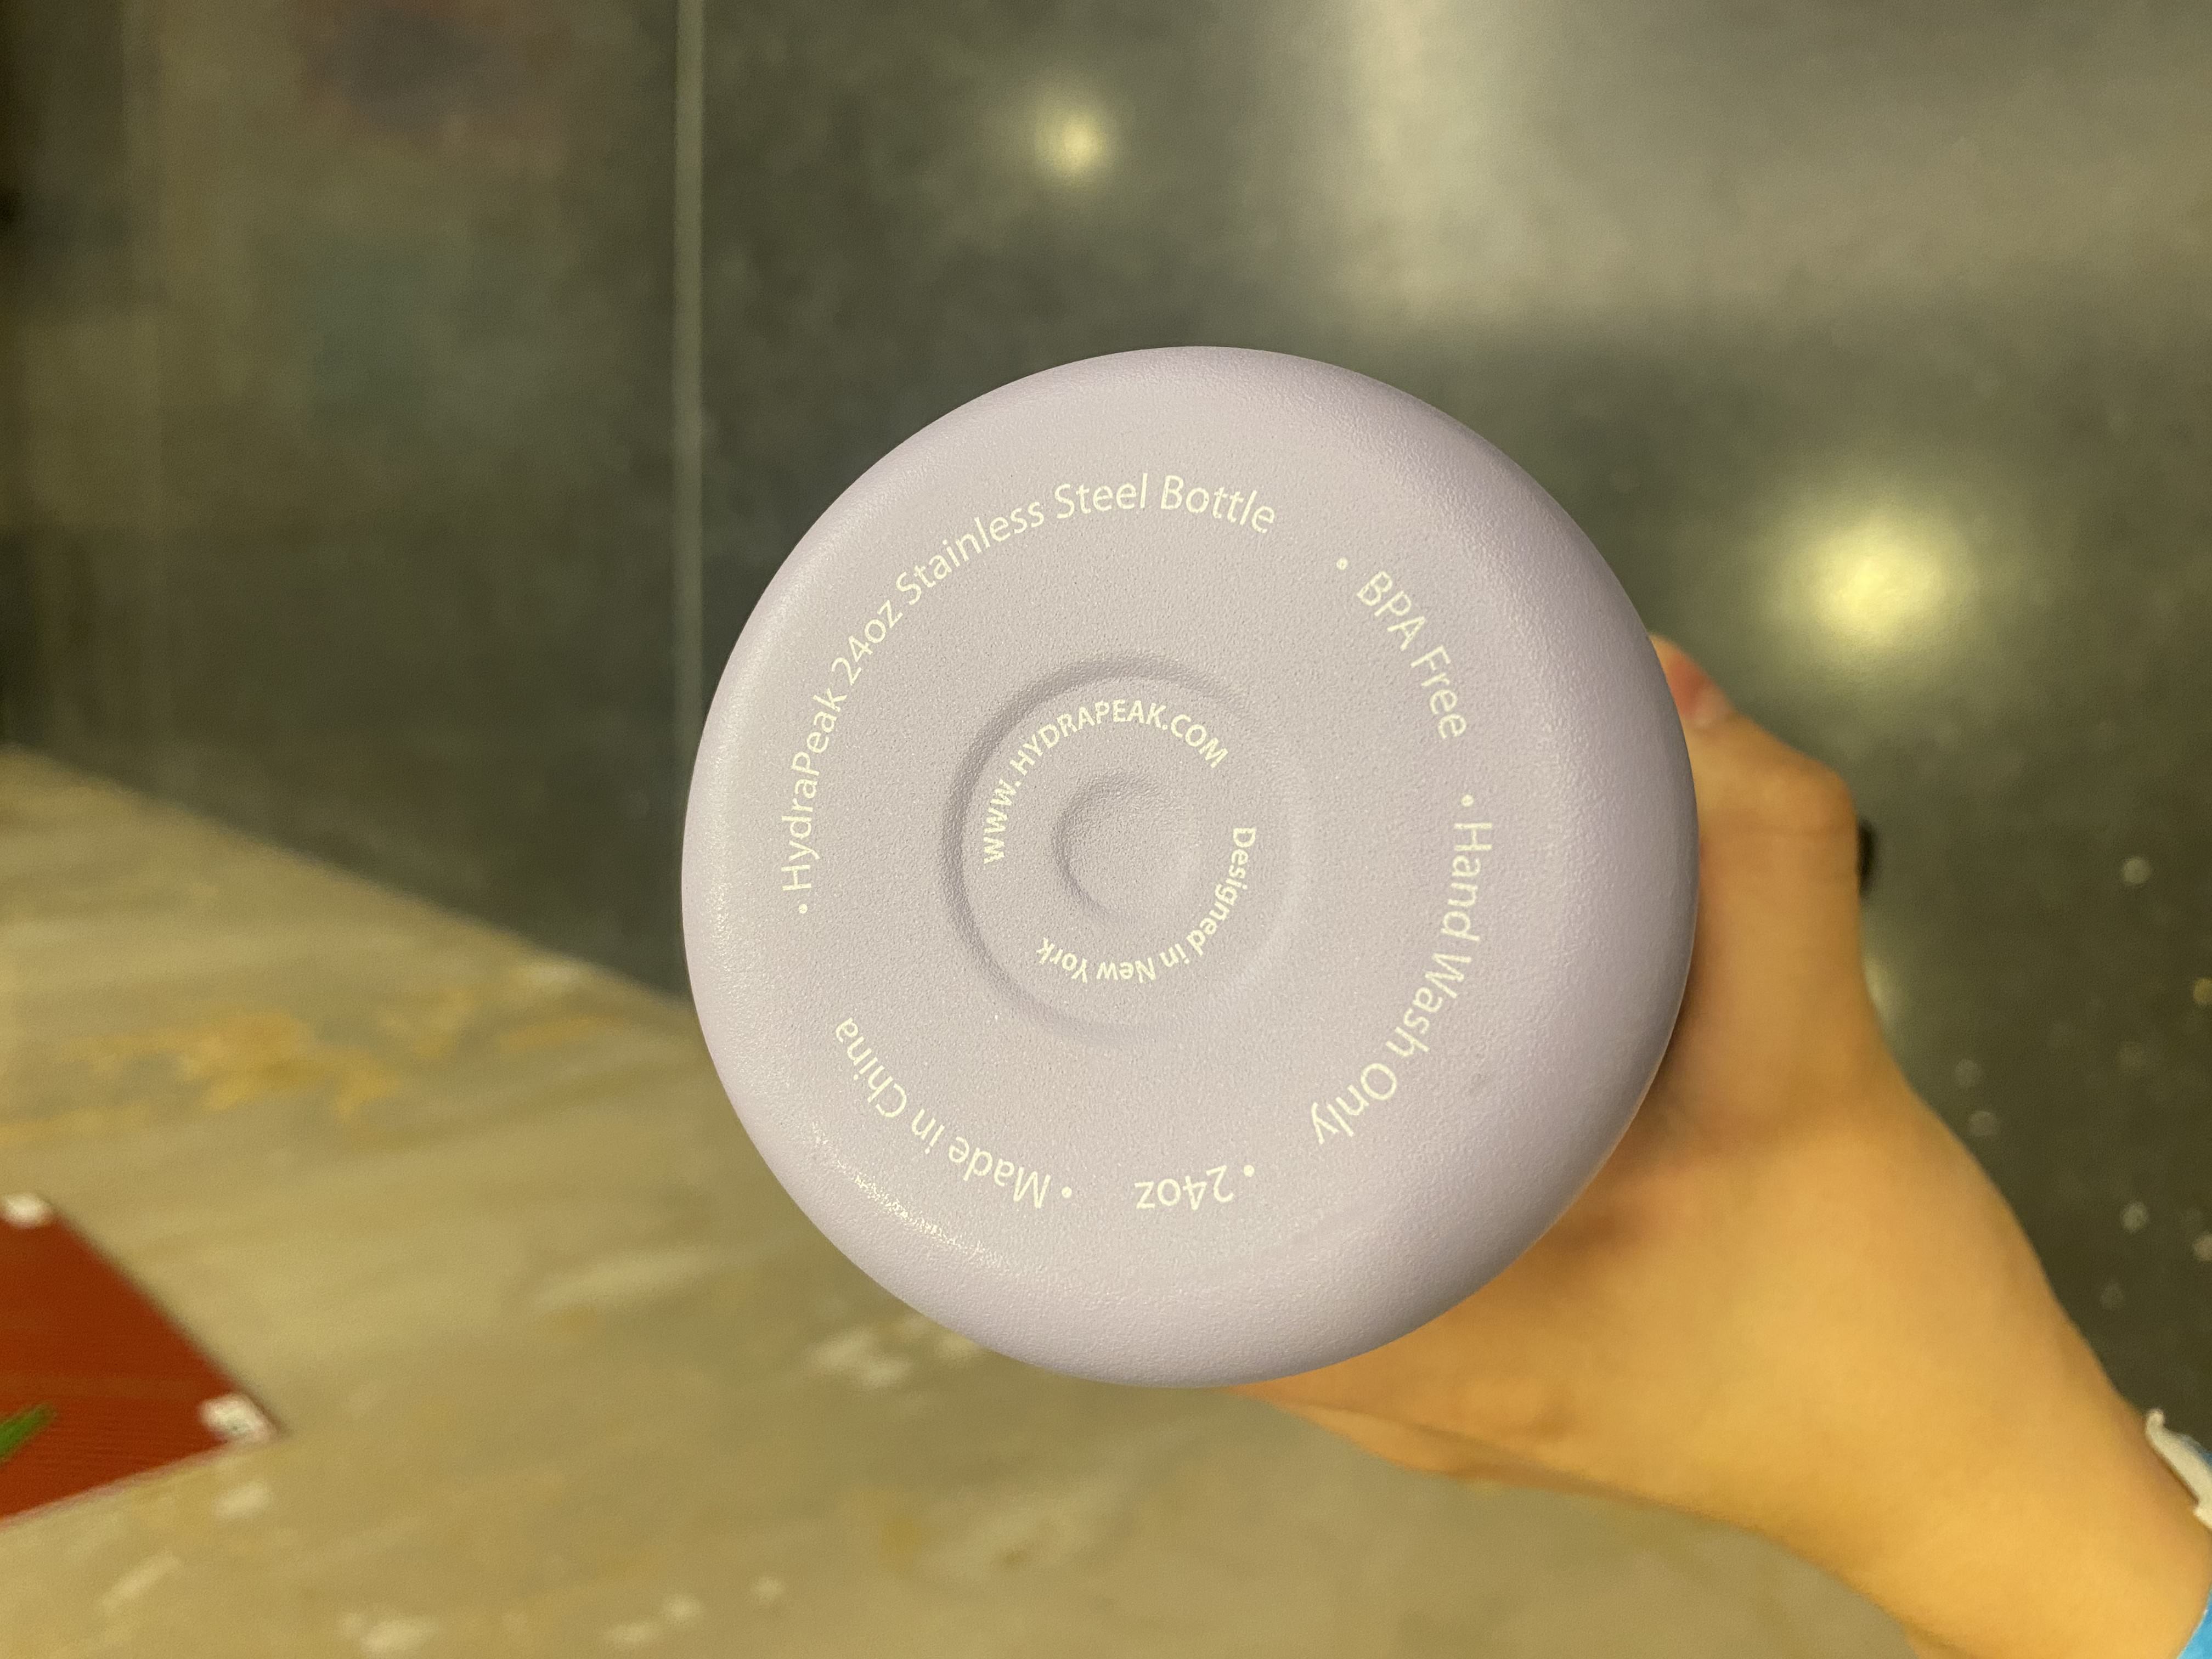 • HydraPeak 24oz Stainless Steel Bottle
• BPA Free
• Hand Wash Only
• 24oz
• Made in China
WWW. HYDRAPEAK.COM
Designed in New York